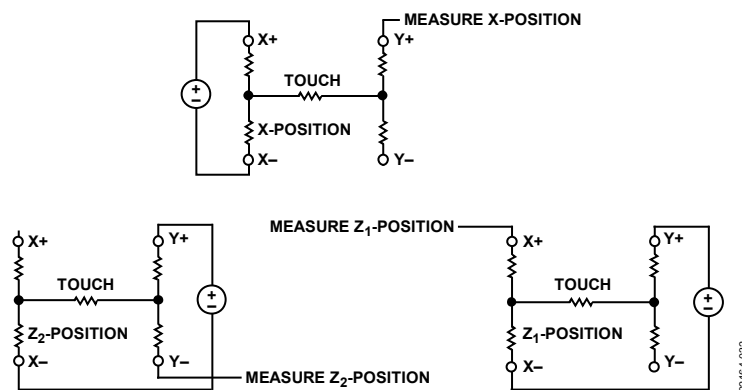 MEASURE X-POSITION
X+
Y+
TOUCH
X-POSITION
X–
Y–
X+
Y+
TOUCH
Z2-POSITION
X–
Y–
MEASURE Z2-POSITION
MEASURE Z1-POSITION
X+
Y+
TOUCH
Z1-POSITION
X–
Y–